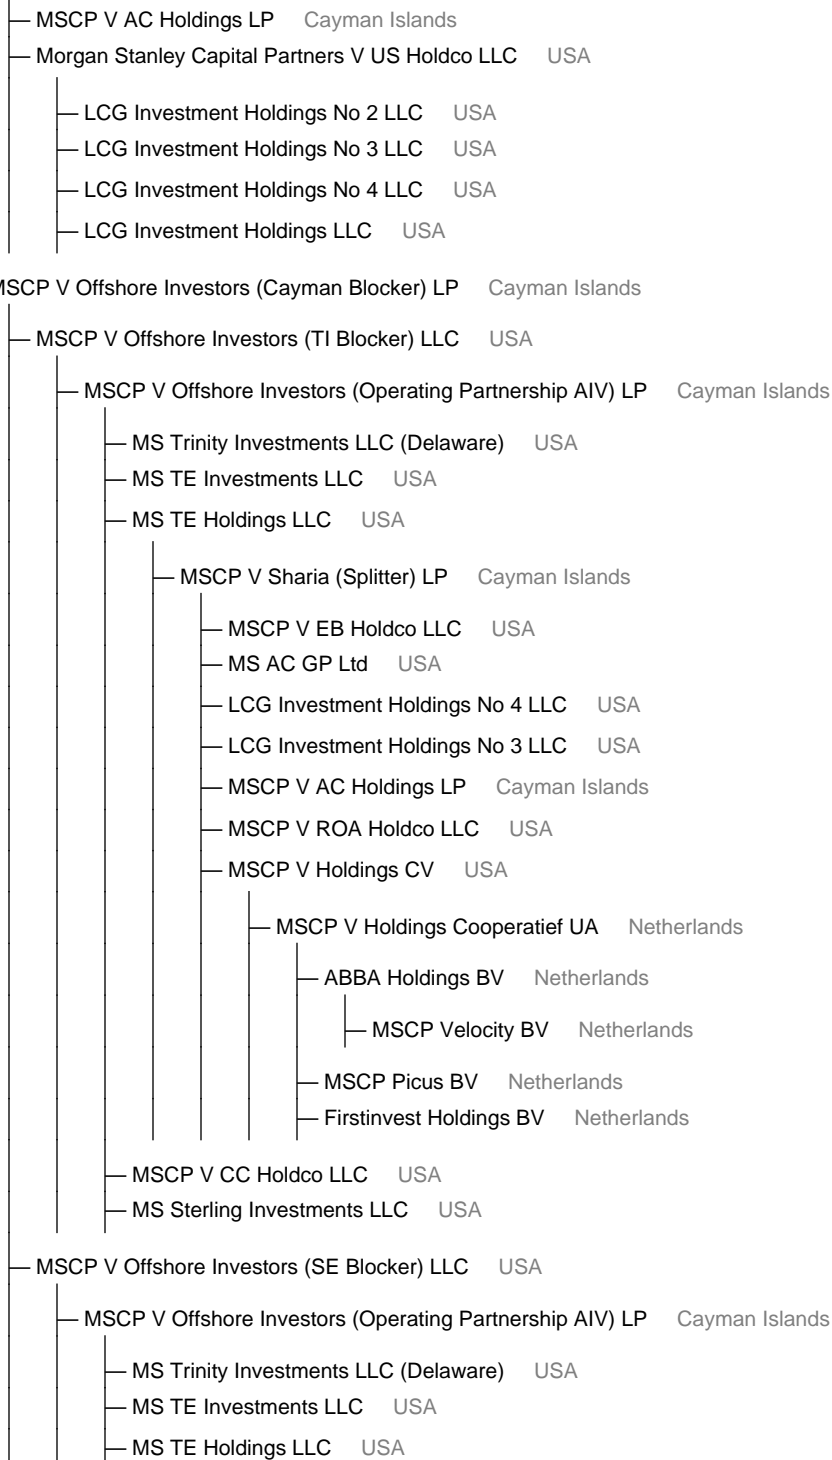 MSCP V AC Holdings LP Cayman Islands
Morgan Stanley Capital Partners V US Holdco LLC USA
LCG Investment Holdings No 2 LLC USA
LCG Investment Holdings No 3 LLC USA
LCG Investment Holdings No 4 LLC USA
LCG Investment Holdings LLC USA
MSCP V Offshore Investors (Cayman Blocker) LP Cayman Islands
MSCP V Offshore Investors (TI Blocker) LLC USA
MSCP V Offshore Investors (Operating Partnership AIV) LP Cayman Islands
MS Trinity Investments LLC (Delaware) USA
MS TE Investments LLC USA
MS TE Holdings LLC USA
MSCP V Sharia (Splitter) LP Cayman Islands
MSCP V EB Holdco LLC USA
MS AC GP Ltd USA
LCG Investment Holdings No 4 LLC USA
LCG Investment Holdings No 3 LLC USA
MSCP V AC Holdings LP Cayman Islands
MSCP V ROA Holdco LLC USA
MSCP V Holdings CV USA
MSCP V Holdings Cooperatief UA Netherlands
ABBA Holdings BV Netherlands
MSCP Velocity BV Netherlands
MSCP Picus BV Netherlands
Firstinvest Holdings BV Netherlands
MSCP V CC Holdco LLC USA
MS Sterling Investments LLC USA
MSCP V Offshore Investors (SE Blocker) LLC USA
MSCP V Offshore Investors (Operating Partnership AIV) LP Cayman Islands
MS Trinity Investments LLC (Delaware) USA
MS TE Investments LLC USA
MS TE Holdings LLC USA